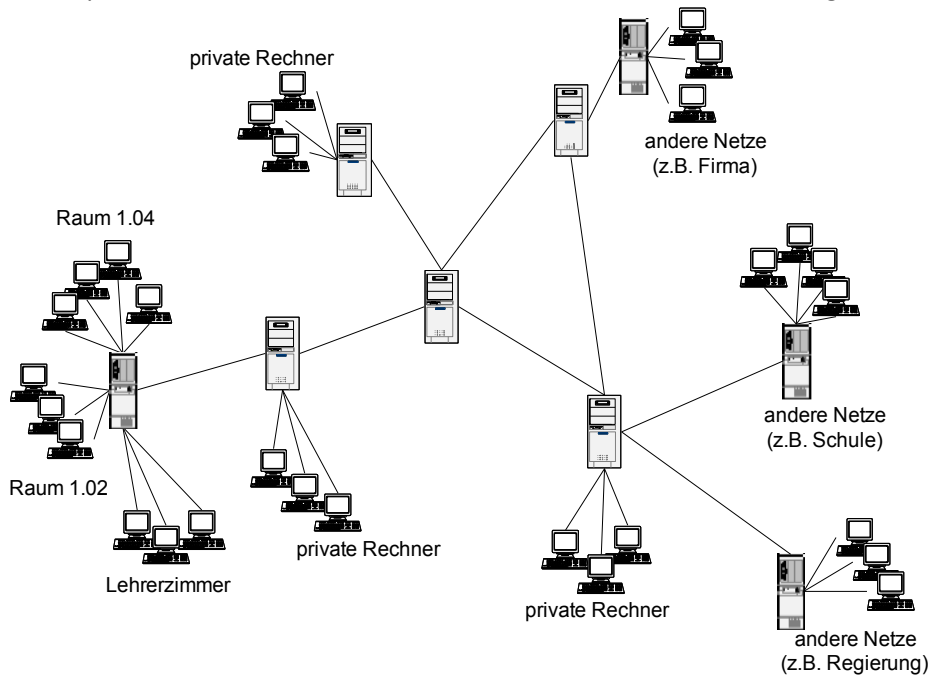 private Rechner
andere Netze
(z.B. Firma)
Raum 1.04
andere Netze
(z.B. Schule)
Raum 1.02
private Rechner
Lehrerzimmer
private Rechner
andere Netze
(z.B. Regierung)